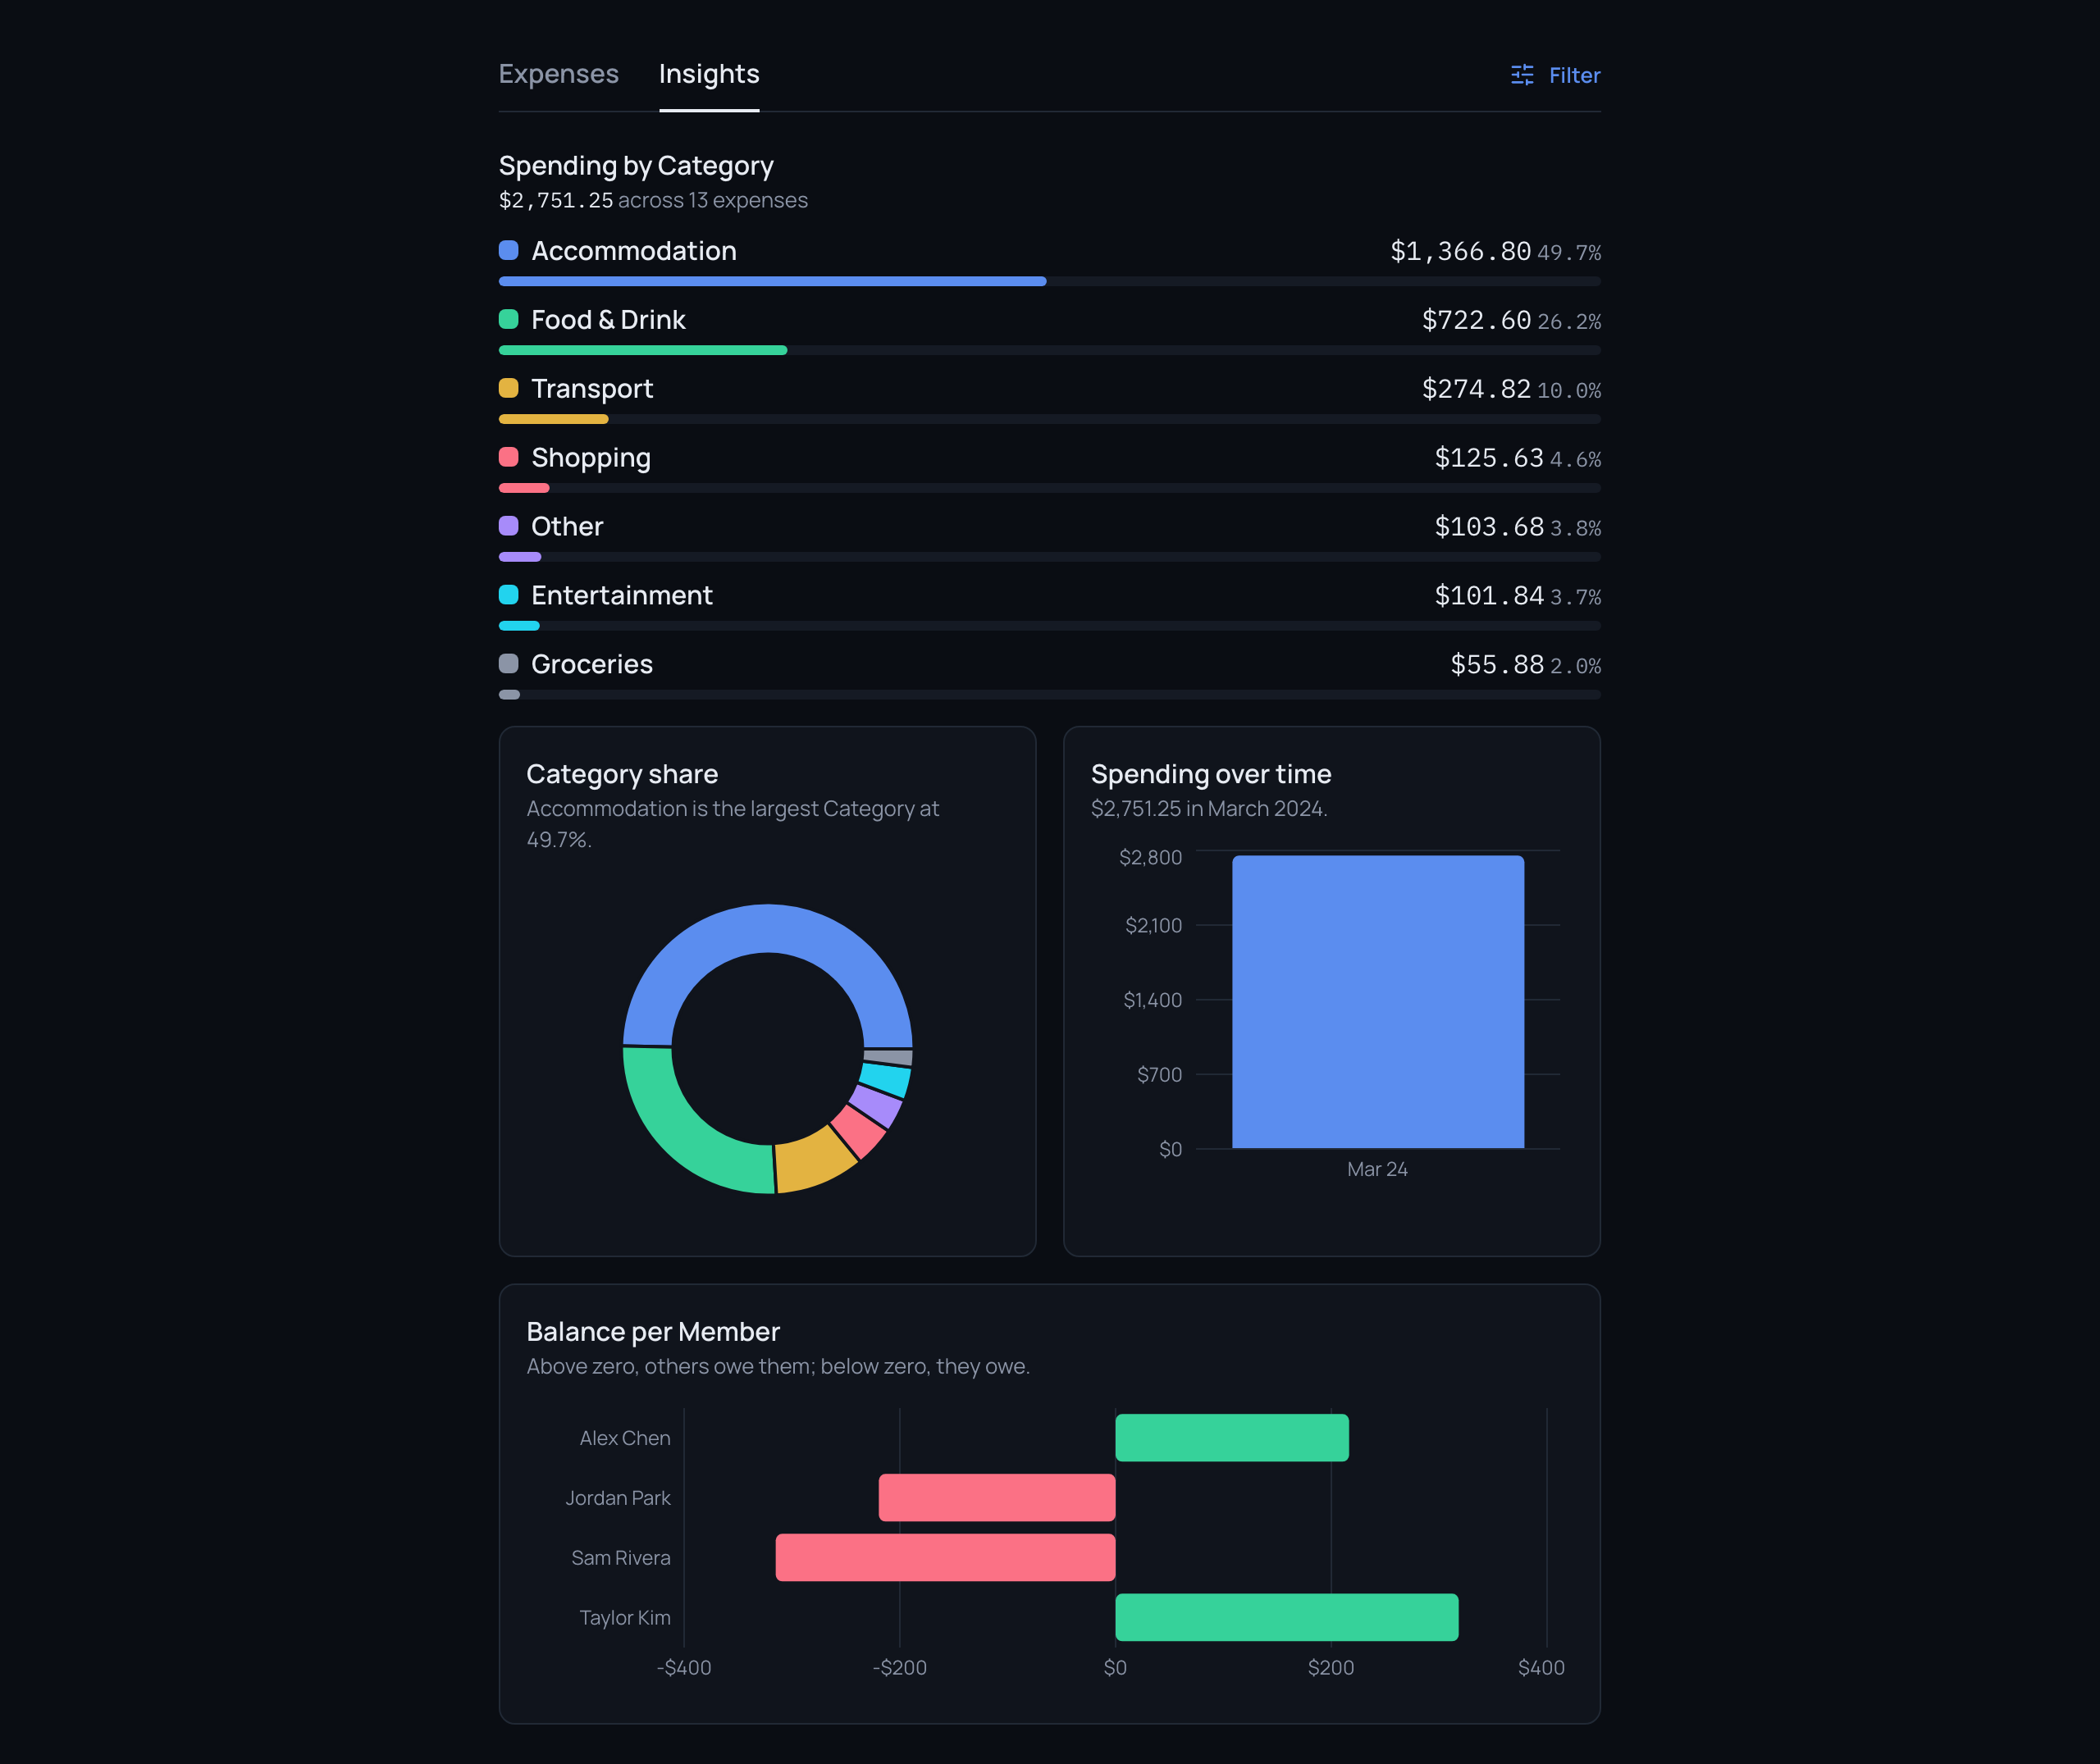 Expenses Insights Filter
Spending by Category
$2,751.25 across 13 expenses
Accommodation $1,366.80 49.7%
Food & Drink $722.60 26.2%
Transport $274.82 10.0%
Shopping $125.63 4.6%
Other $103.68 3.8%
Entertainment $101.84 3.7%
Groceries $55.88 2.0%
Category share
Accommodation is the largest Category at
49.7%.
Spending over time
$2,751.25 in March 2024.
$2,800
$2,100
$1,400
$700
$0
Mar 24
Balance per Member
Above zero, others owe them; below zero, they owe.
Alex Chen
Jordan Park
Sam Rivera
Taylor Kim
-$400 -$200 $0 $200 $400